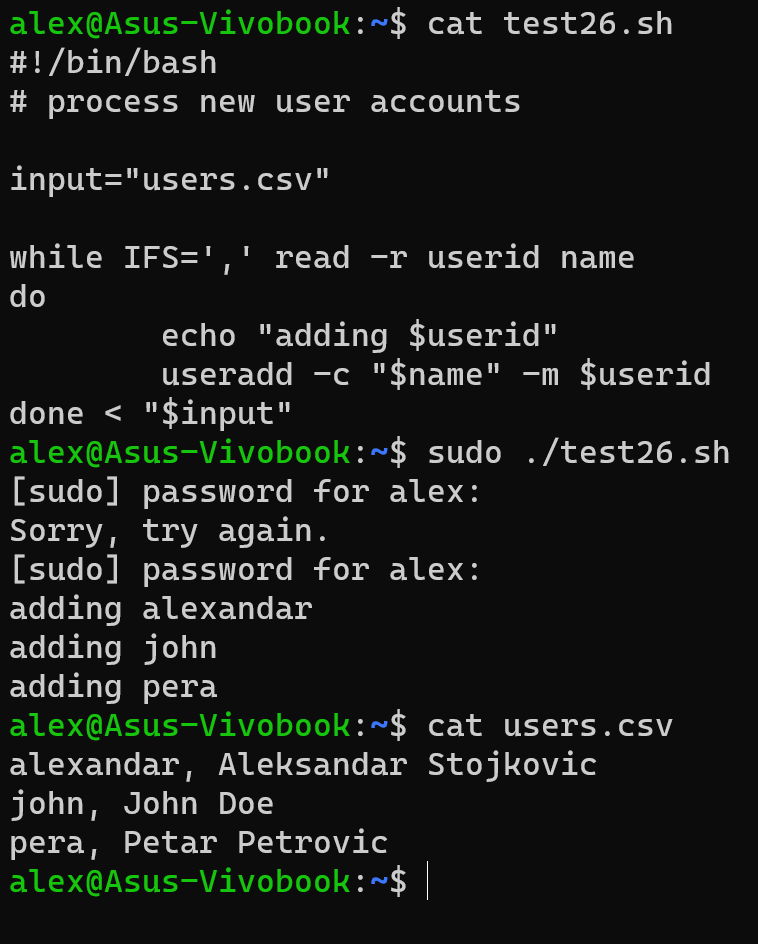 alex@Asus-Vivobook:~$ cat test26.sh
#!/bin/bash
# process new user accounts
input="users.csv"
while IFS=',' read -r userid name
do
        echo "adding $userid"
        useradd -c "$name" -m $userid
done < "$input"
alex@Asus-Vivobook:~$ sudo ./test26.sh
[sudo] password for alex:
Sorry, try again.
[sudo] password for alex:
adding alexandar
adding john
adding pera
alex@Asus-Vivobook:~$ cat users.csv
alexandar, Aleksandar Stojkovic
john, John Doe
pera, Petar Petrovic
alex@Asus-Vivobook:~$